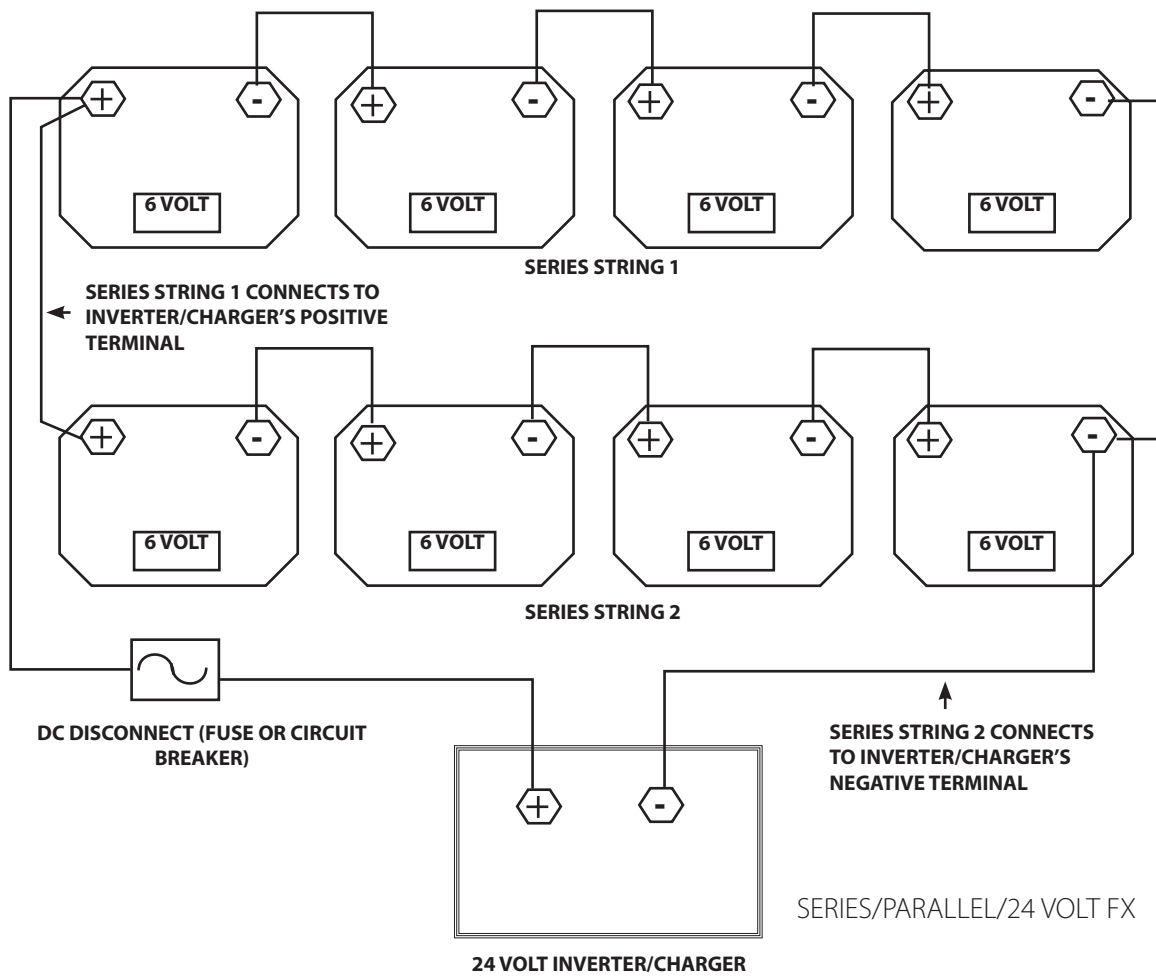 + - + - + - + -
6 VOLT 6 VOLT 6 VOLT 6 VOLT
SERIES STRING 1
SERIES STRING 1 CONNECTS TO
INVERTER/CHARGER'S POSITIVE
TERMINAL
+ - + - + - + -
6 VOLT 6 VOLT 6 VOLT 6 VOLT
SERIES STRING 2
DC DISCONNECT (FUSE OR CIRCUIT
BREAKER)
SERIES STRING 2 CONNECTS
TO INVERTER/CHARGER'S
NEGATIVE TERMINAL
+ -
SERIES/PARALLEL/24 VOLT FX
24 VOLT INVERTER/CHARGER